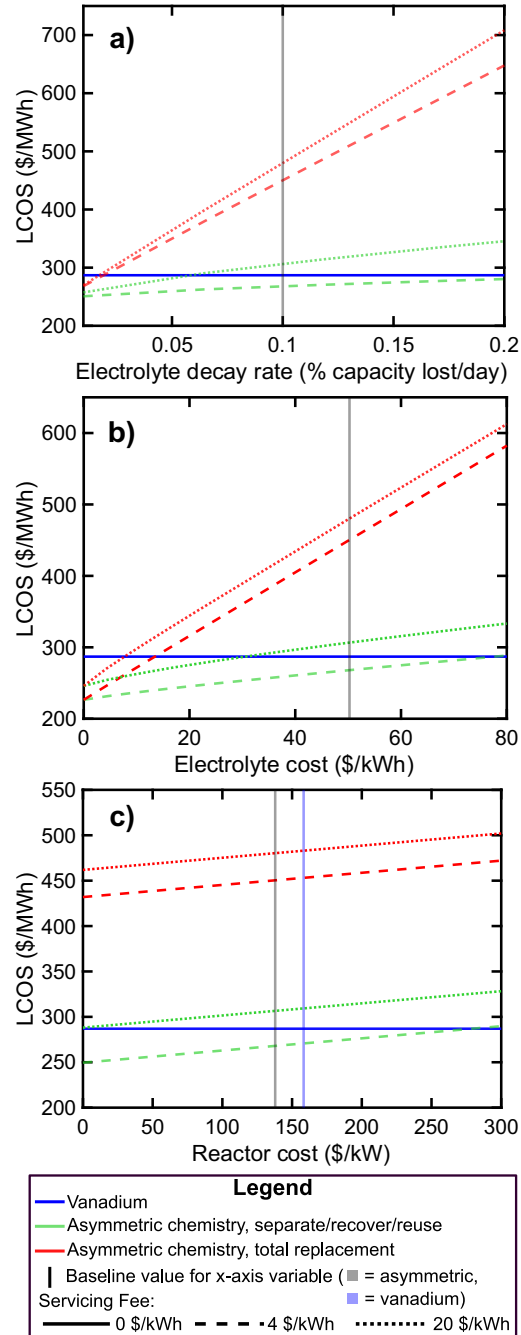 a)
700
600
500
400
300
200
LCOS ($/MWh)
0.05 0.1 0.15 0.2
Electrolyte decay rate (% capacity lost/day)
b)
600
500
400
300
200
LCOS ($/MWh)
0 20 40 60 80
Electrolyte cost ($/kWh)
c)
550
500
450
400
350
300
250
200
LCOS ($/MWh)
0 50 100 150 200 250 300
Reactor cost ($/kW)
Legend
Vanadium
Asymmetric chemistry, separate/recover/reuse
Asymmetric chemistry, total replacement
Baseline value for x-axis variable ( = asymmetric,
= vanadium)
Servicing Fee:
0 $/kWh 4 $/kWh 20 $/kWh